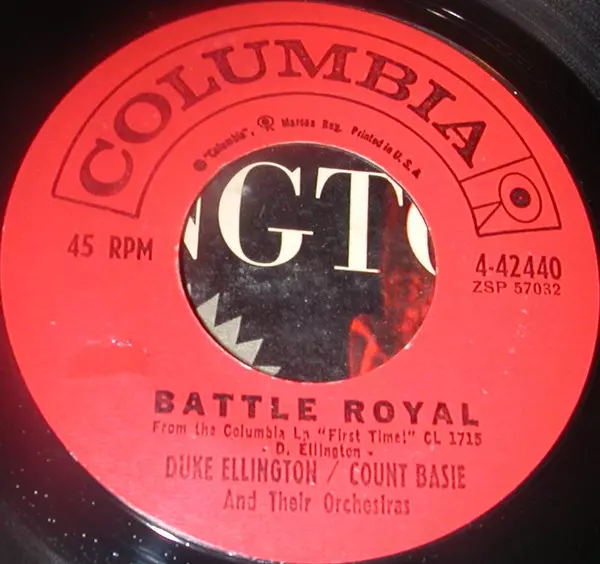 COLUMBIA
® "Columbia", Marcas Reg. Printed in U. S. A.
NGTO
45 RPM
4-42440
ZSP 57032
BATTLE ROYAL
From the Columbia Lp "First Time!" CL 1715
- D. Ellington -
DUKE ELLINGTON / COUNT BASIE
And Their Orchestras